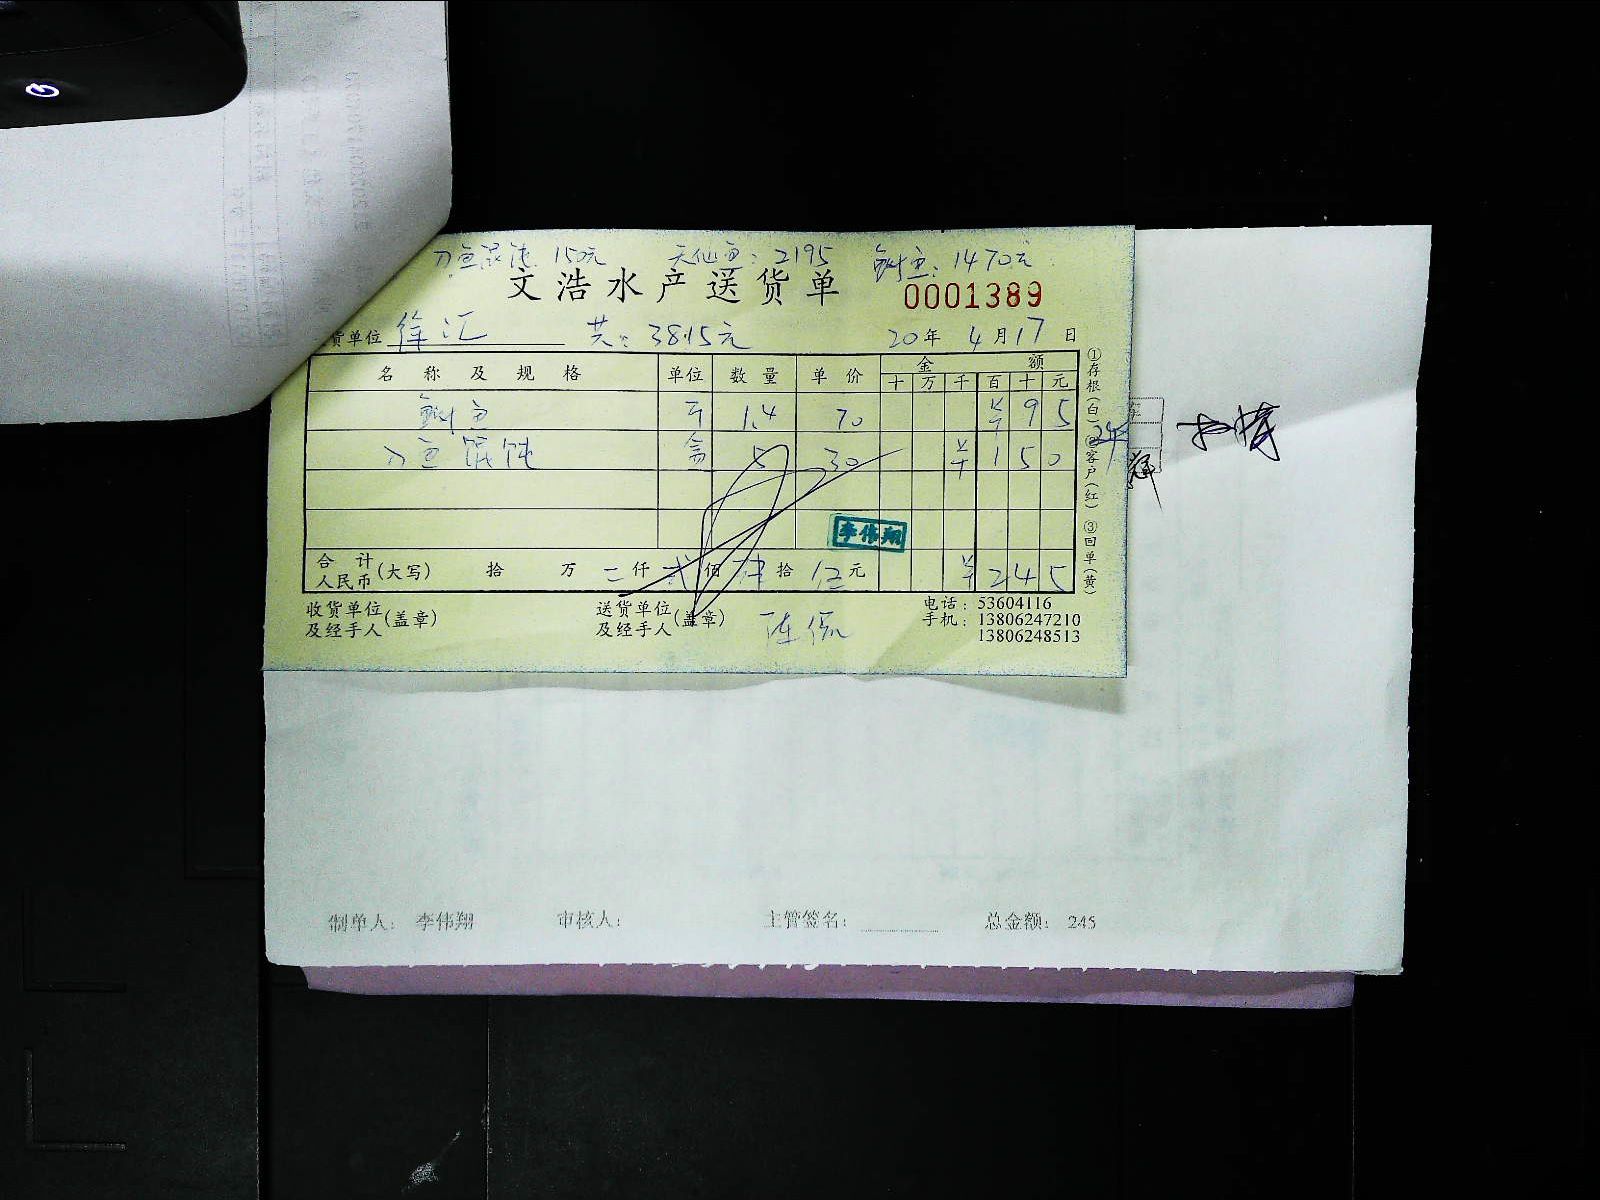 刀鱼混沌 150元 天仙鱼：2195 鲥鱼：1470元
文浩水产送货单
0001389
货单位 徐汇 共：3815元 20年 4月17日
名称及规格 单位 数量 单价 金额
十 万 千 百 十 元
鲥鱼 斤 1.4 70 ¥ 9 5
刀鱼馄饨 盒 5 30 ¥ 1 5 0
李伟翔
合计人民币(大写) 拾 万 仟 贰佰 肆拾 伍元 ¥ 2 4 5
收货单位及经手人(盖章) 送货单位及经手人(盖章)
电话：53604116
手机：13806247210
13806248513
①存根(白) ②客户(红) ③回单(黄)
制单人： 李伟翔 审核人： 主管签名： 总金额： 245